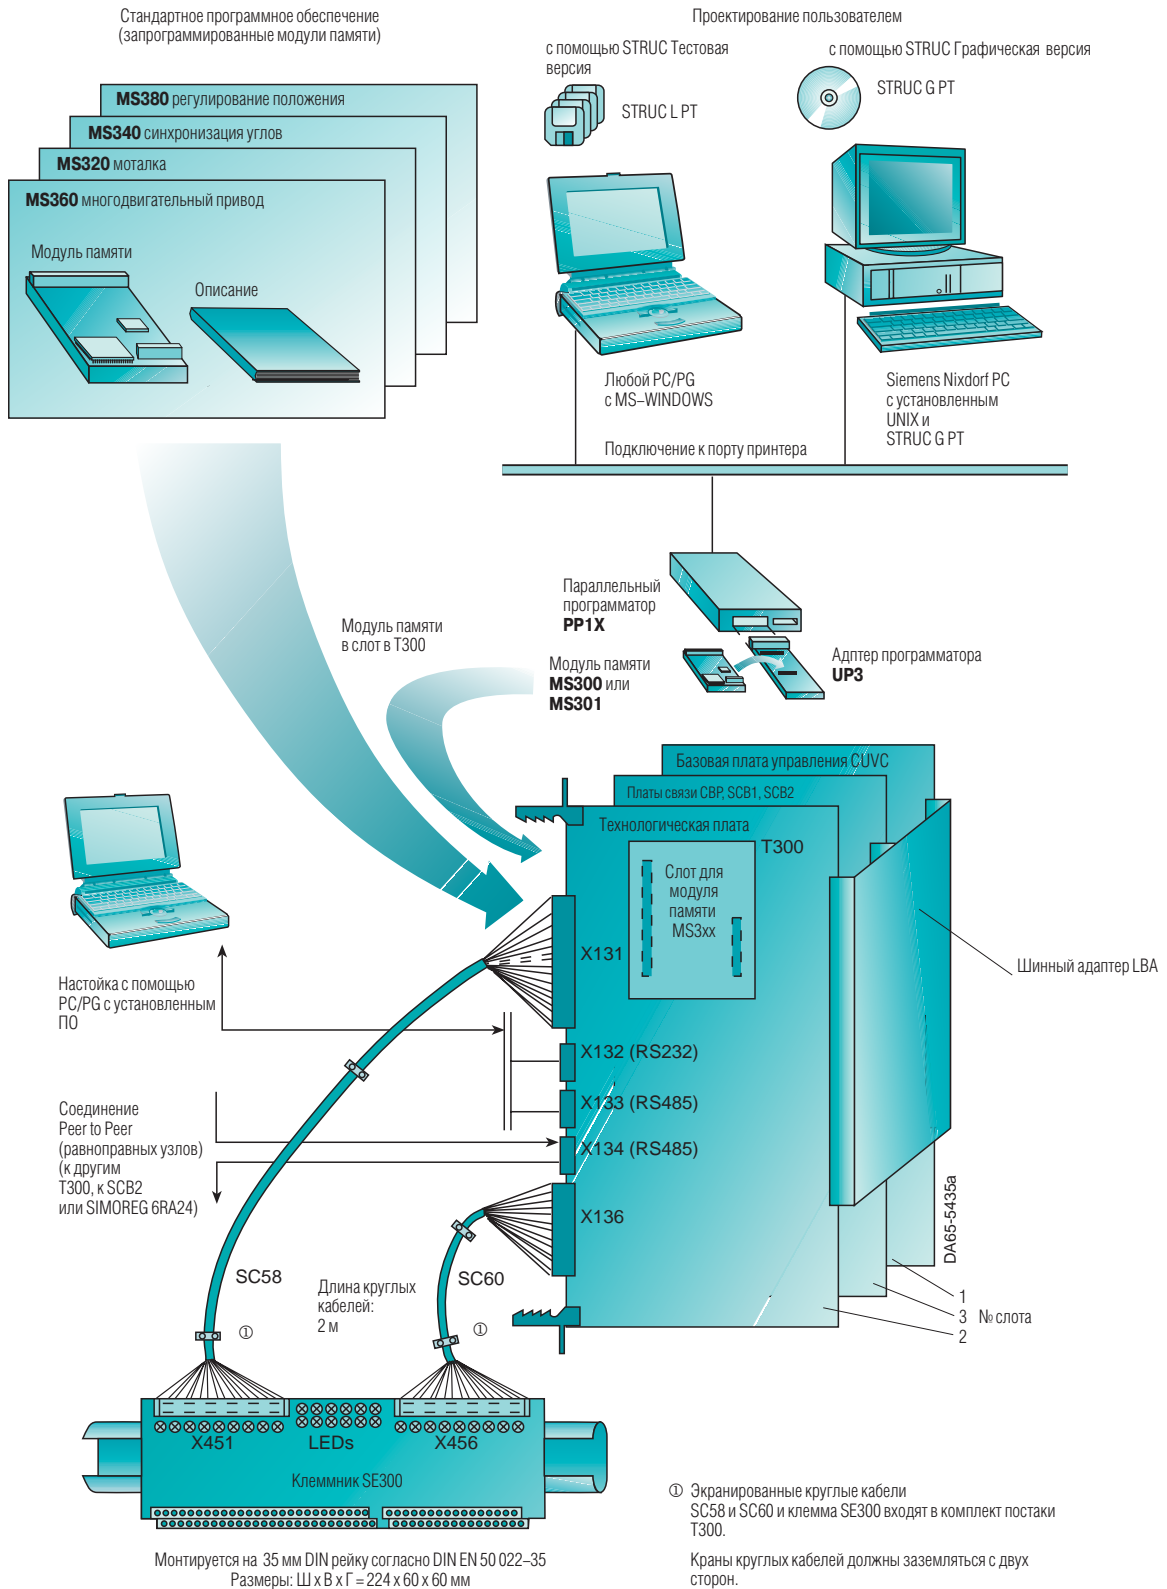 Стандартное программное обеспечение
(запрограммированные модули памяти)
Проектирование пользователем
с помощью STRUC Тестовая
версия
STRUC L PT
с помощью STRUC Графическая версия
STRUC G PT
MS380 регулирование положения
MS340 синхронизация углов
MS320 моталка
MS360 многодвигательный привод
Модуль памяти
Описание
Любой PC/PG
с MS–WINDOWS
Siemens Nixdorf PC
с установленным
UNIX и
STRUC G PT
Подключение к порту принтера
Параллельный
программатор
PP1X
Модуль памяти
в слот в T300
Модуль памяти
MS300 или
MS301
Адптер программатора
UP3
Базовая плата управления CUVC
Платы связи CBP, SCB1, SCB2
Технологическая плата
T300
Слот для
модуля
памяти
MS3xx
X131
Шинный адаптер LBA
Настойка с помощью
PC/PG с установленным
ПО
X132 (RS232)
X133 (RS485)
X134 (RS485)
Соединение
Peer to Peer
(равноправных узлов)
(к другим
T300, к SCB2
или SIMOREG 6RA24)
X136
DA65-5435a
SC58
SC60
Длина круглых
кабелей:
2 м
1
3 № слота
2
①
①
X451
LEDs
X456
Клеммник SE300
① Экранированные круглые кабели
SC58 и SC60 и клемма SE300 входят в комплект постаки
T300.
Краны круглых кабелей должны заземляться с двух
сторон.
Монтируется на 35 мм DIN рейку согласно DIN EN 50 022–35
Размеры: Ш x В x Г = 224 x 60 x 60 мм